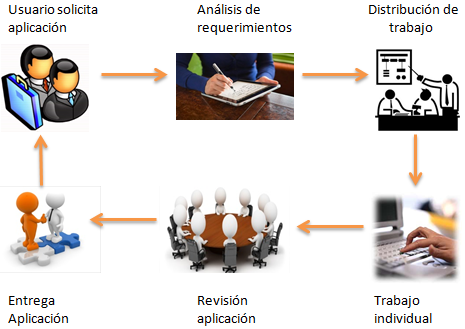 Usuario solicita
aplicación
Análisis de
requerimientos
Distribución de
trabajo
Entrega
Aplicación
Revisión
aplicación
Trabajo
individual